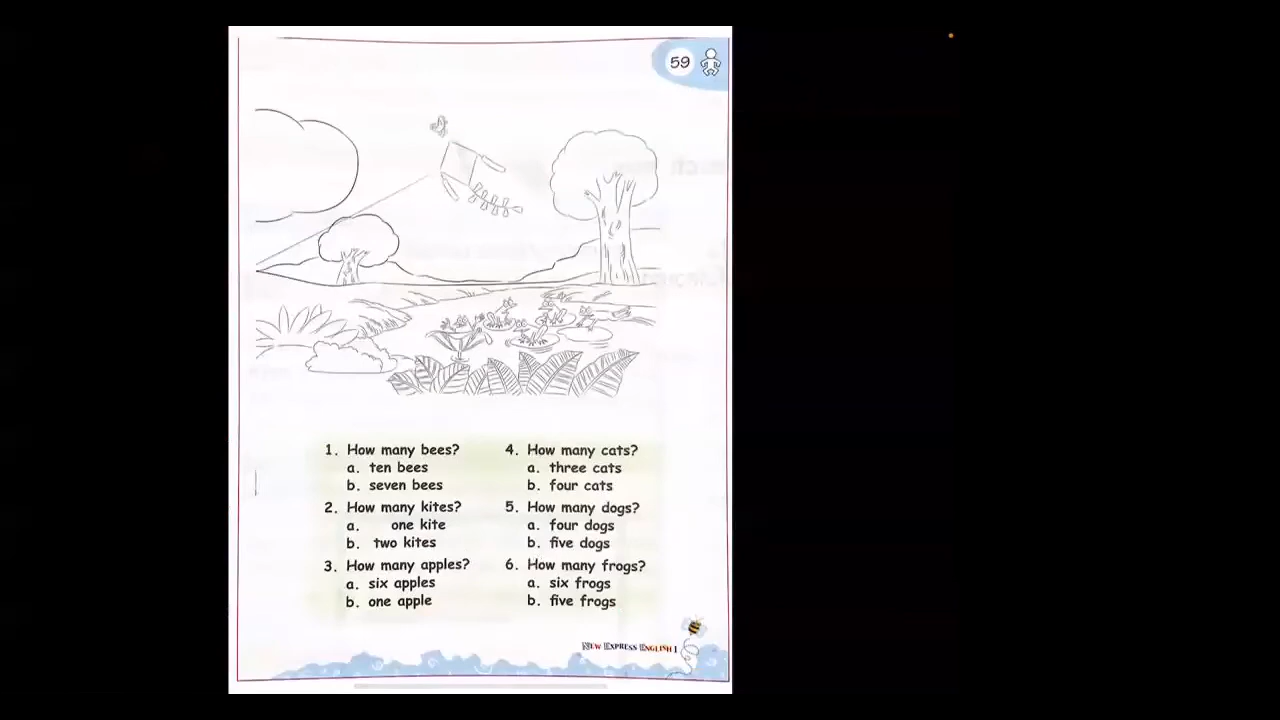 59
1. How many bees?
a. ten bees
b. seven bees
2. How many kites?
a. one kite
b. two kites
3. How many apples?
a. six apples
b. one apple
4. How many cats?
a. three cats
b. four cats
5. How many dogs?
a. four dogs
b. five dogs
6. How many frogs?
a. six frogs
b. five frogs
NEW EXPRESS ENGLISH 1